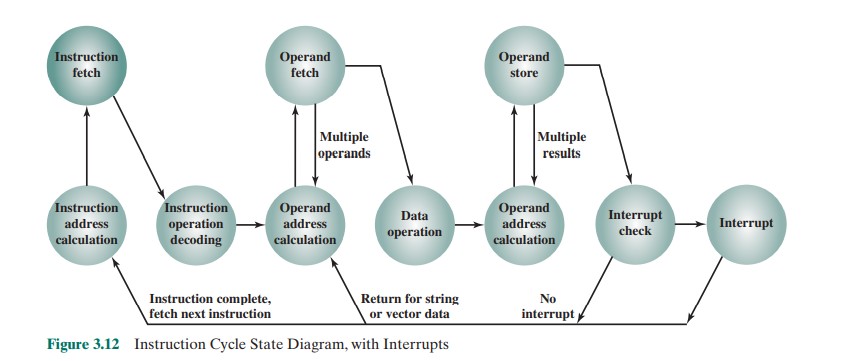 Instruction
fetch
Operand
fetch
Operand
store
Multiple
operands
Multiple
results
Instruction
address
calculation
Instruction
operation
decoding
Operand
address
calculation
Data
operation
Operand
address
calculation
Interrupt
check
Interrupt
Instruction complete,
fetch next instruction
Return for string
or vector data
No
interrupt
Figure 3.12 Instruction Cycle State Diagram, with Interrupts